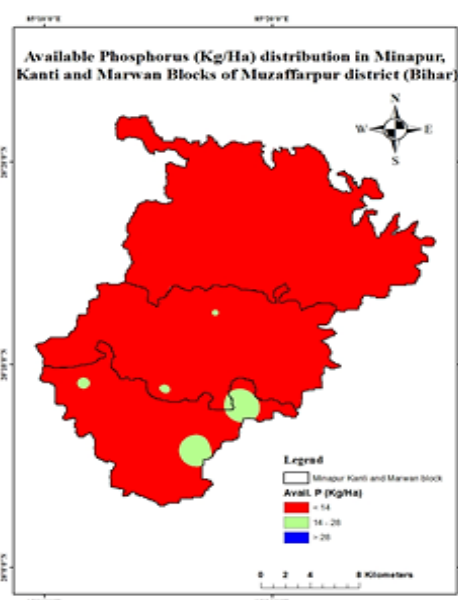 Available Phosphorus (Kg/Ha) distribution in Minapur,
Kanti and Marwan Blocks of Muzaffarpur district (Bihar)
N
W E
S
Legend
Minapur Kanti and Marwan block
Avail. P (Kg/Ha)
< 14
14 - 28
> 28
0 2 4 8 Kilometers